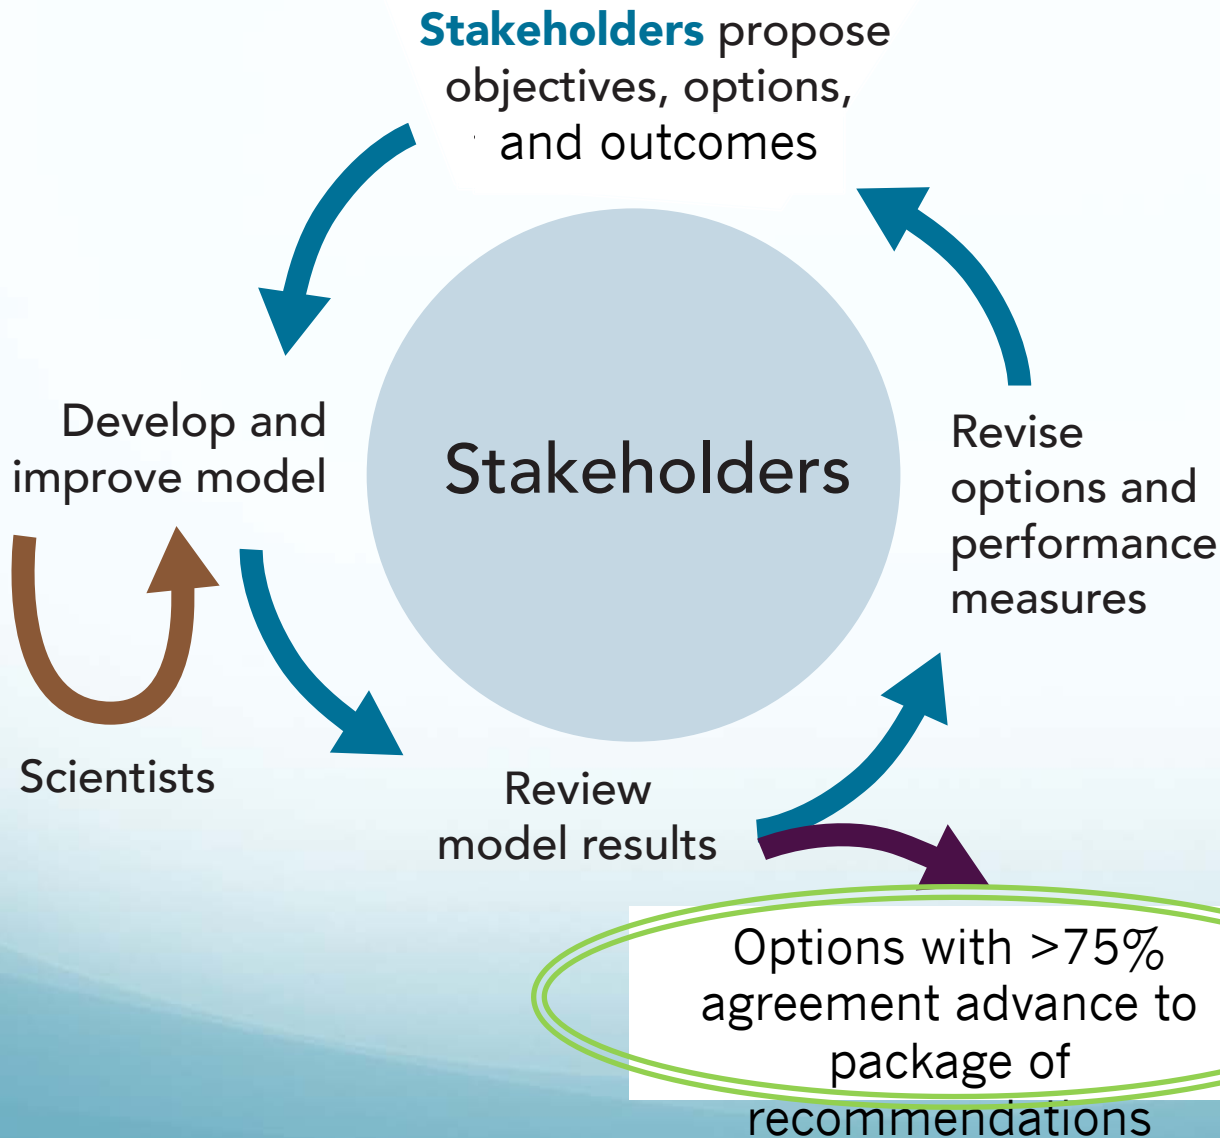 Stakeholders propose
objectives, options,
and outcomes
Develop and
improve model
Stakeholders
Revise
options and
performance
measures
Scientists
Review
model results
Options with >75%
agreement advance to
package of
recommendations